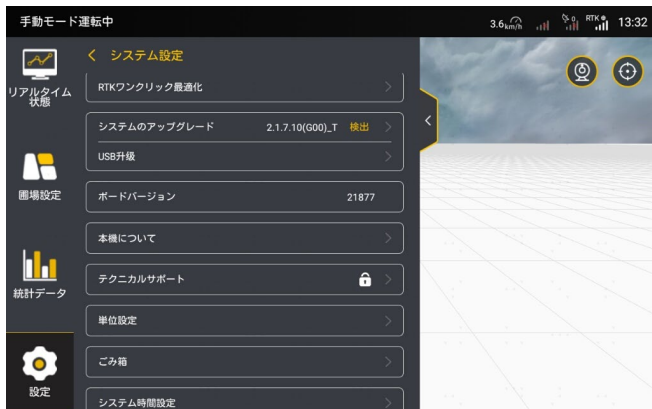 手動モード運転中
3.6km/h
0
RTK
13:32
リアルタイム
状態
圃場設定
統計データ
設定
システム設定
RTKワンクリック最適化
システムのアップグレード 2.1.7.10(G00)_T 検出
USB升级
ボードバージョン 21877
本機について
テクニカルサポート
単位設定
ごみ箱
システム時間設定